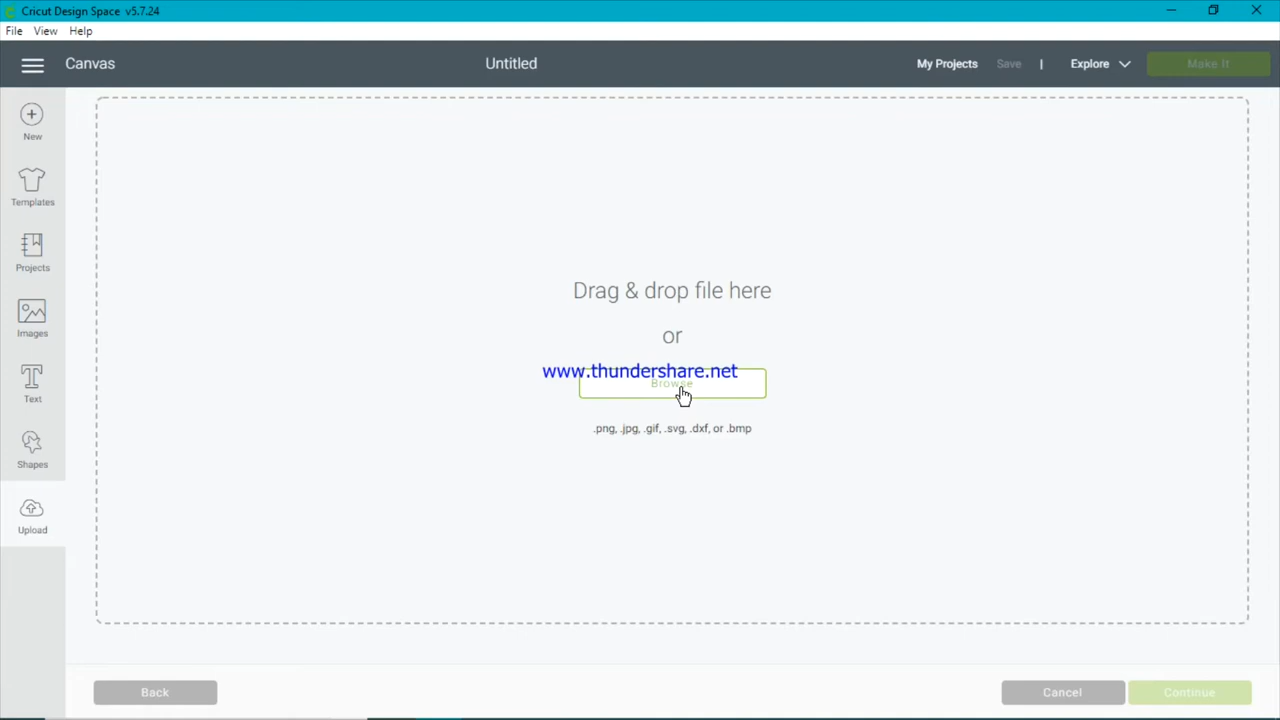 Cricut Design Space v5.7.24
File View Help
Canvas
Untitled
My Projects Save | Explore Make It
New
Templates
Projects
Images
Text
Shapes
Upload
Drag & drop file here
or
www.thundershare.net
Browse
.png, .jpg, .gif, .svg, .dxf, or .bmp
Back
Cancel
Continue